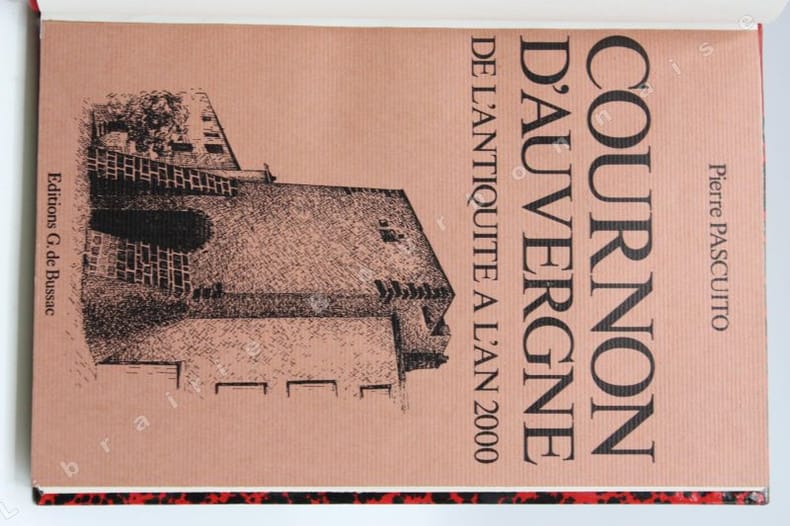 Pierre PASCUITO
COURNON
D'AUVERGNE
DE L'ANTIQUITE A L'AN 2000
Editions G. de Bussac